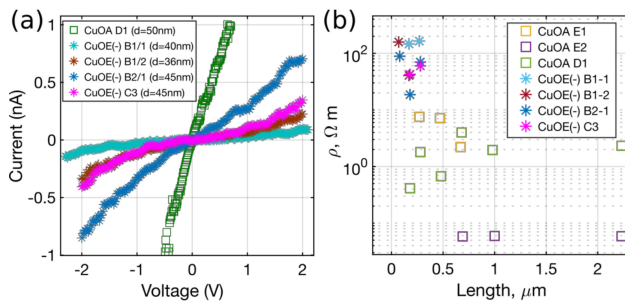 (a)
CuOA D1 (d=50nm)
CuOE(-) B1/1 (d=40nm)
CuOE(-) B1/2 (d=36nm)
CuOE(-) B2/1 (d=45nm)
CuOE(-) C3 (d=45nm)
1
0.5
0
-0.5
-1
Current (nA)
-2
-1
0
1
2
Voltage (V)
(b)
CuOA E1
CuOA E2
CuOA D1
CuOE(-) B1-1
CuOE(-) B1-2
CuOE(-) B2-1
CuOE(-) C3
10²
10⁰
ρ, Ω m
0
0.5
1
1.5
2
Length, μm